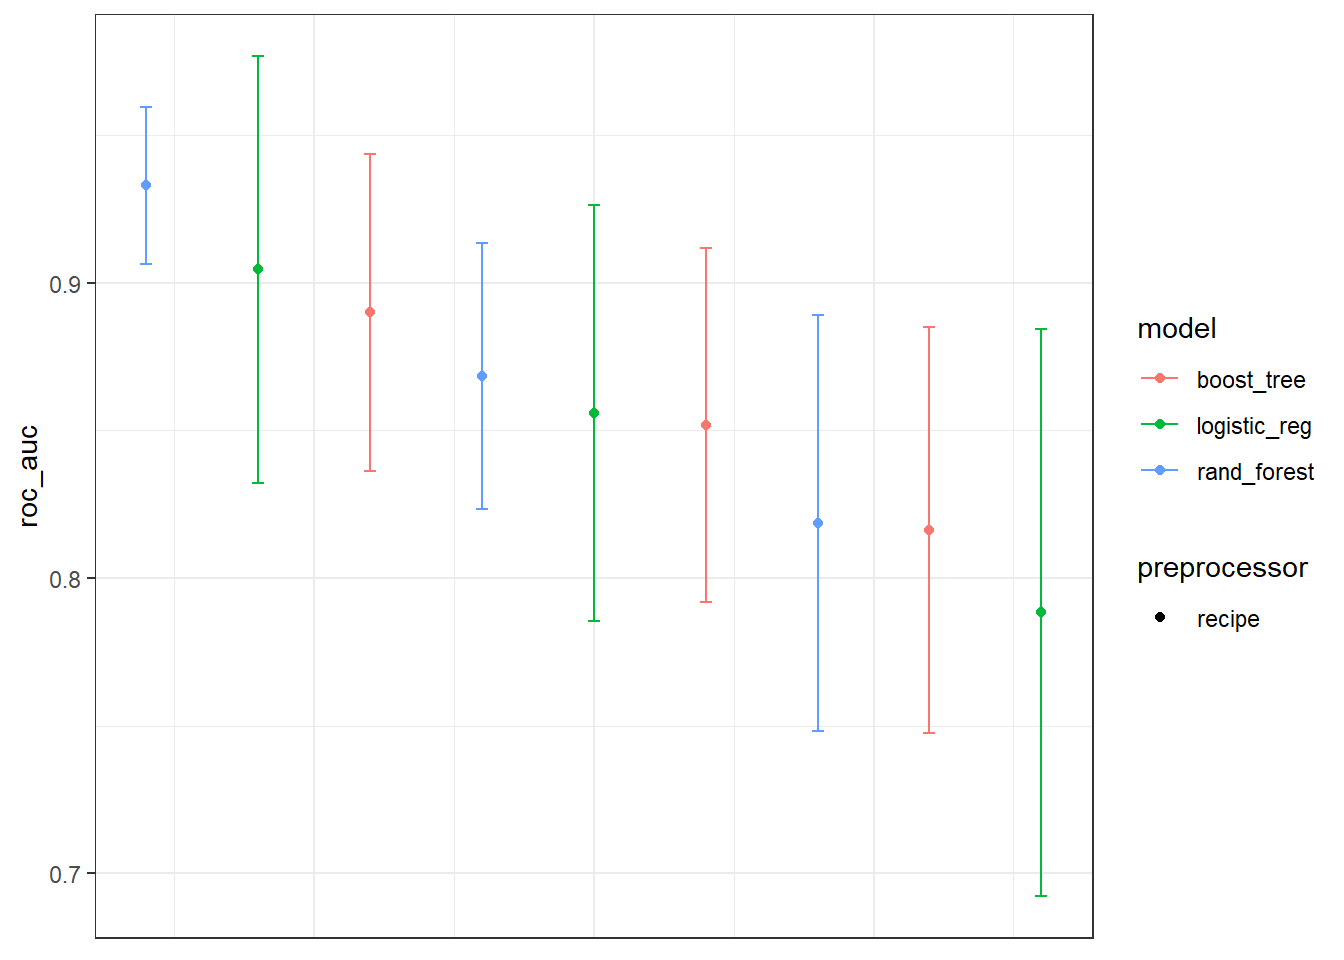 roc_auc
0.9
0.8
0.7
model
boost_tree
logistic_reg
rand_forest
preprocessor
recipe